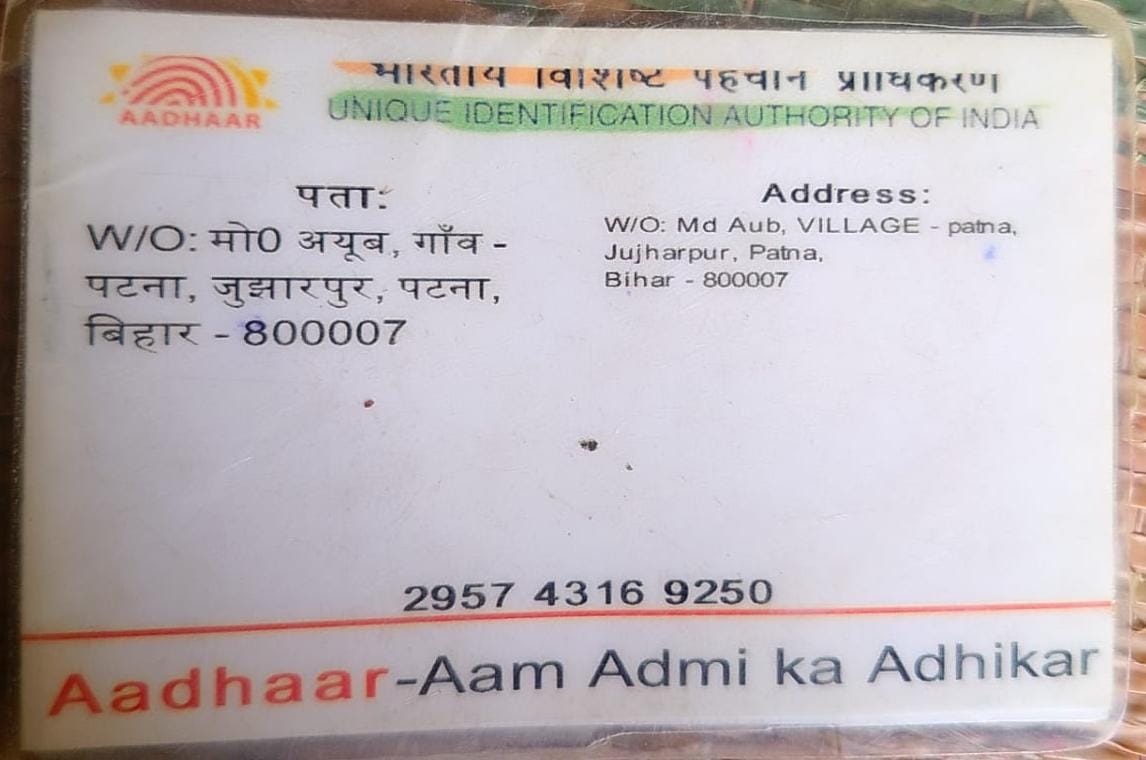 AADHAAR
भारतीय विशिष्ट पहचान प्राधिकरण
UNIQUE IDENTIFICATION AUTHORITY OF INDIA
पता:
W/O: मो0 अयूब, गाँव -
पटना, जुझारपुर, पटना,
बिहार - 800007
Address:
W/O: Md Aub, VILLAGE - patna,
Jujharpur, Patna,
Bihar - 800007
2957 4316 9250
Aadhaar-Aam Admi ka Adhikar